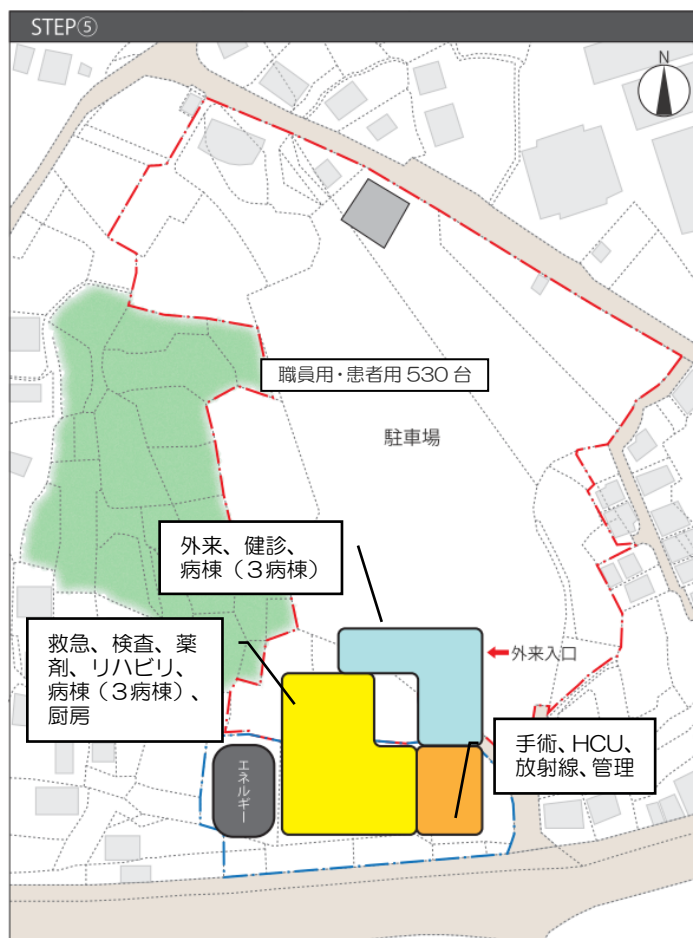 STEP⑤
N
職員用・患者用 530 台
駐車場
外来、健診、
病棟（３病棟）
救急、検査、薬
剤、リハビリ、
病棟（３病棟）、
厨房
外来入口
手術、HCU、
放射線、管理
エネルギー